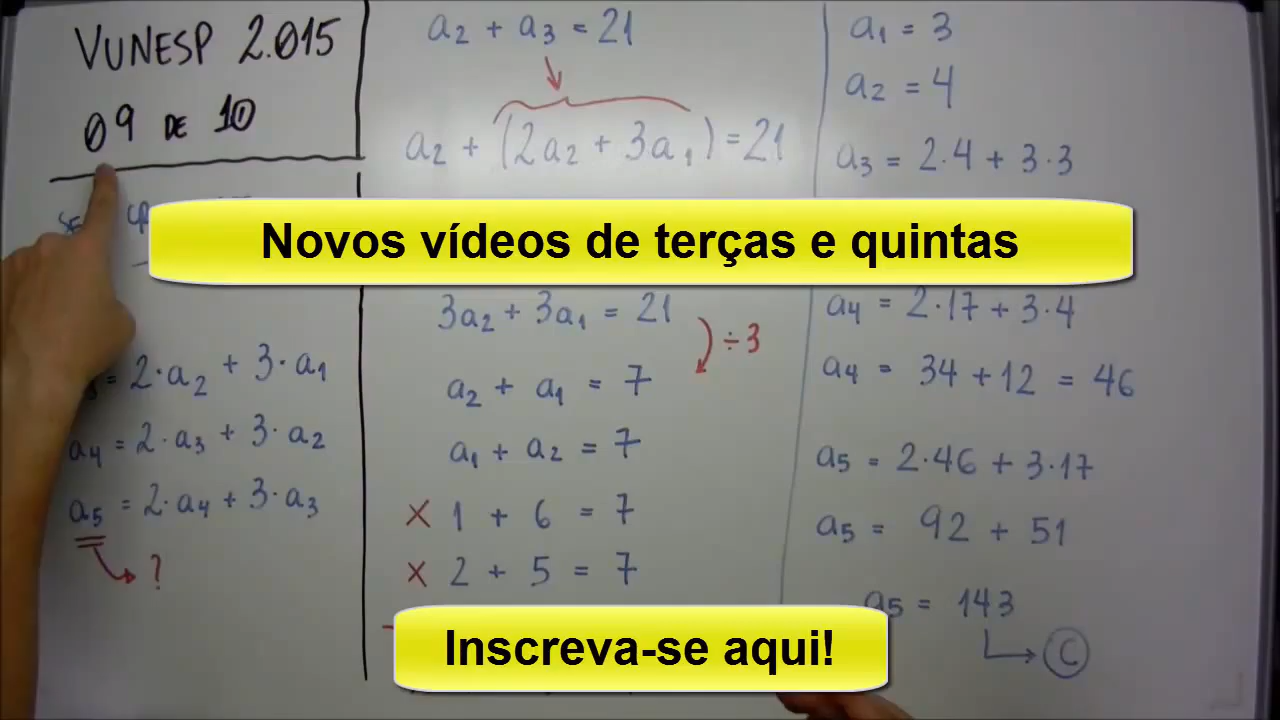 VUNESP 2.015
09 DE 10
= 2·a2 + 3·a1
a4 = 2·a3 + 3·a2
a5 = 2·a4 + 3·a3
?
a2 + a3 = 21
a2 + (2a2 + 3a1) = 21
3a2 + 3a1 = 21
÷3
a2 + a1 = 7
a1 + a2 = 7
× 1 + 6 = 7
× 2 + 5 = 7
a1 = 3
a2 = 4
a3 = 2·4 + 3·3
a4 = 2·17 + 3·4
a4 = 34 + 12 = 46
a5 = 2·46 + 3·17
a5 = 92 + 51
a5 = 143
C
Novos vídeos de terças e quintas
Inscreva-se aqui!